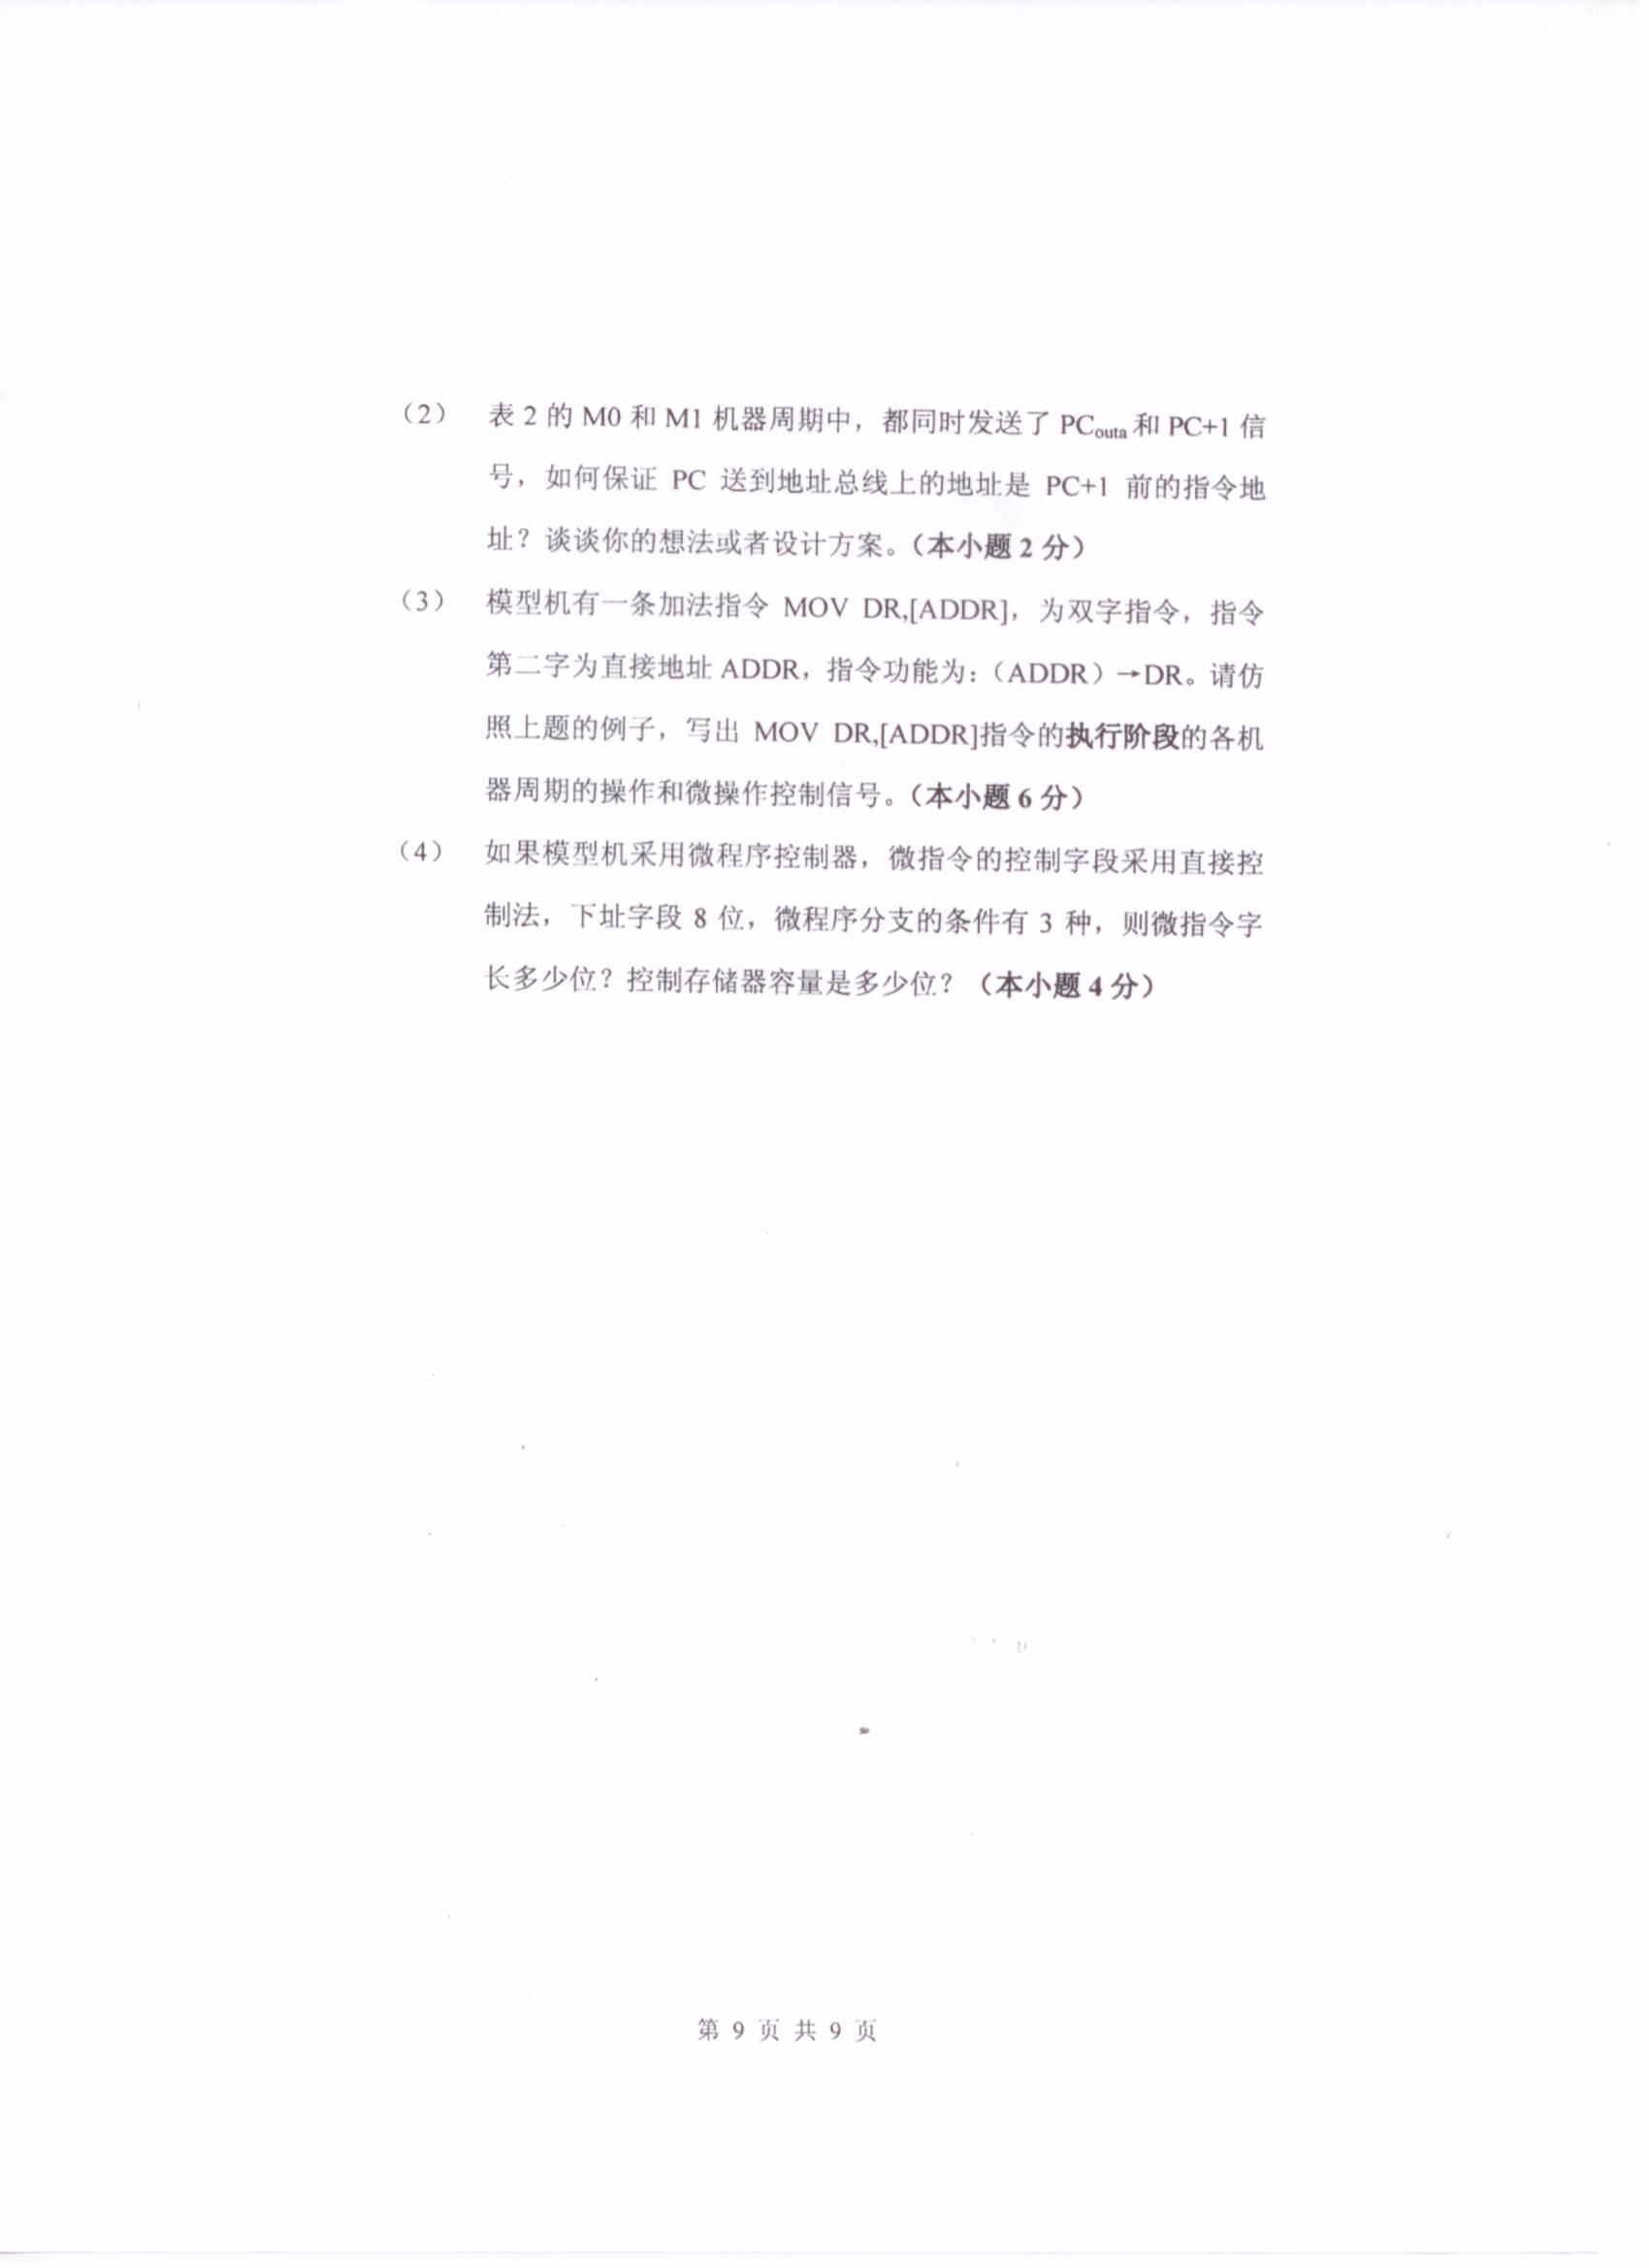 （2） 表 2 的 M0 和 M1 机器周期中，都同时发送了 PCouta 和 PC+1 信
号，如何保证 PC 送到地址总线上的地址是 PC+1 前的指令地
址？谈谈你的想法或者设计方案。（本小题 2 分）
（3） 模型机有一条加法指令 MOV DR,[ADDR]，为双字指令，指令
第二字为直接地址 ADDR，指令功能为：（ADDR）→DR。请仿
照上题的例子，写出 MOV DR,[ADDR]指令的执行阶段的各机
器周期的操作和微操作控制信号。（本小题 6 分）
（4） 如果模型机采用微程序控制器，微指令的控制字段采用直接控
制法，下址字段 8 位，微程序分支的条件有 3 种，则微指令字
长多少位？控制存储器容量是多少位？（本小题 4 分）
第 9 页 共 9 页